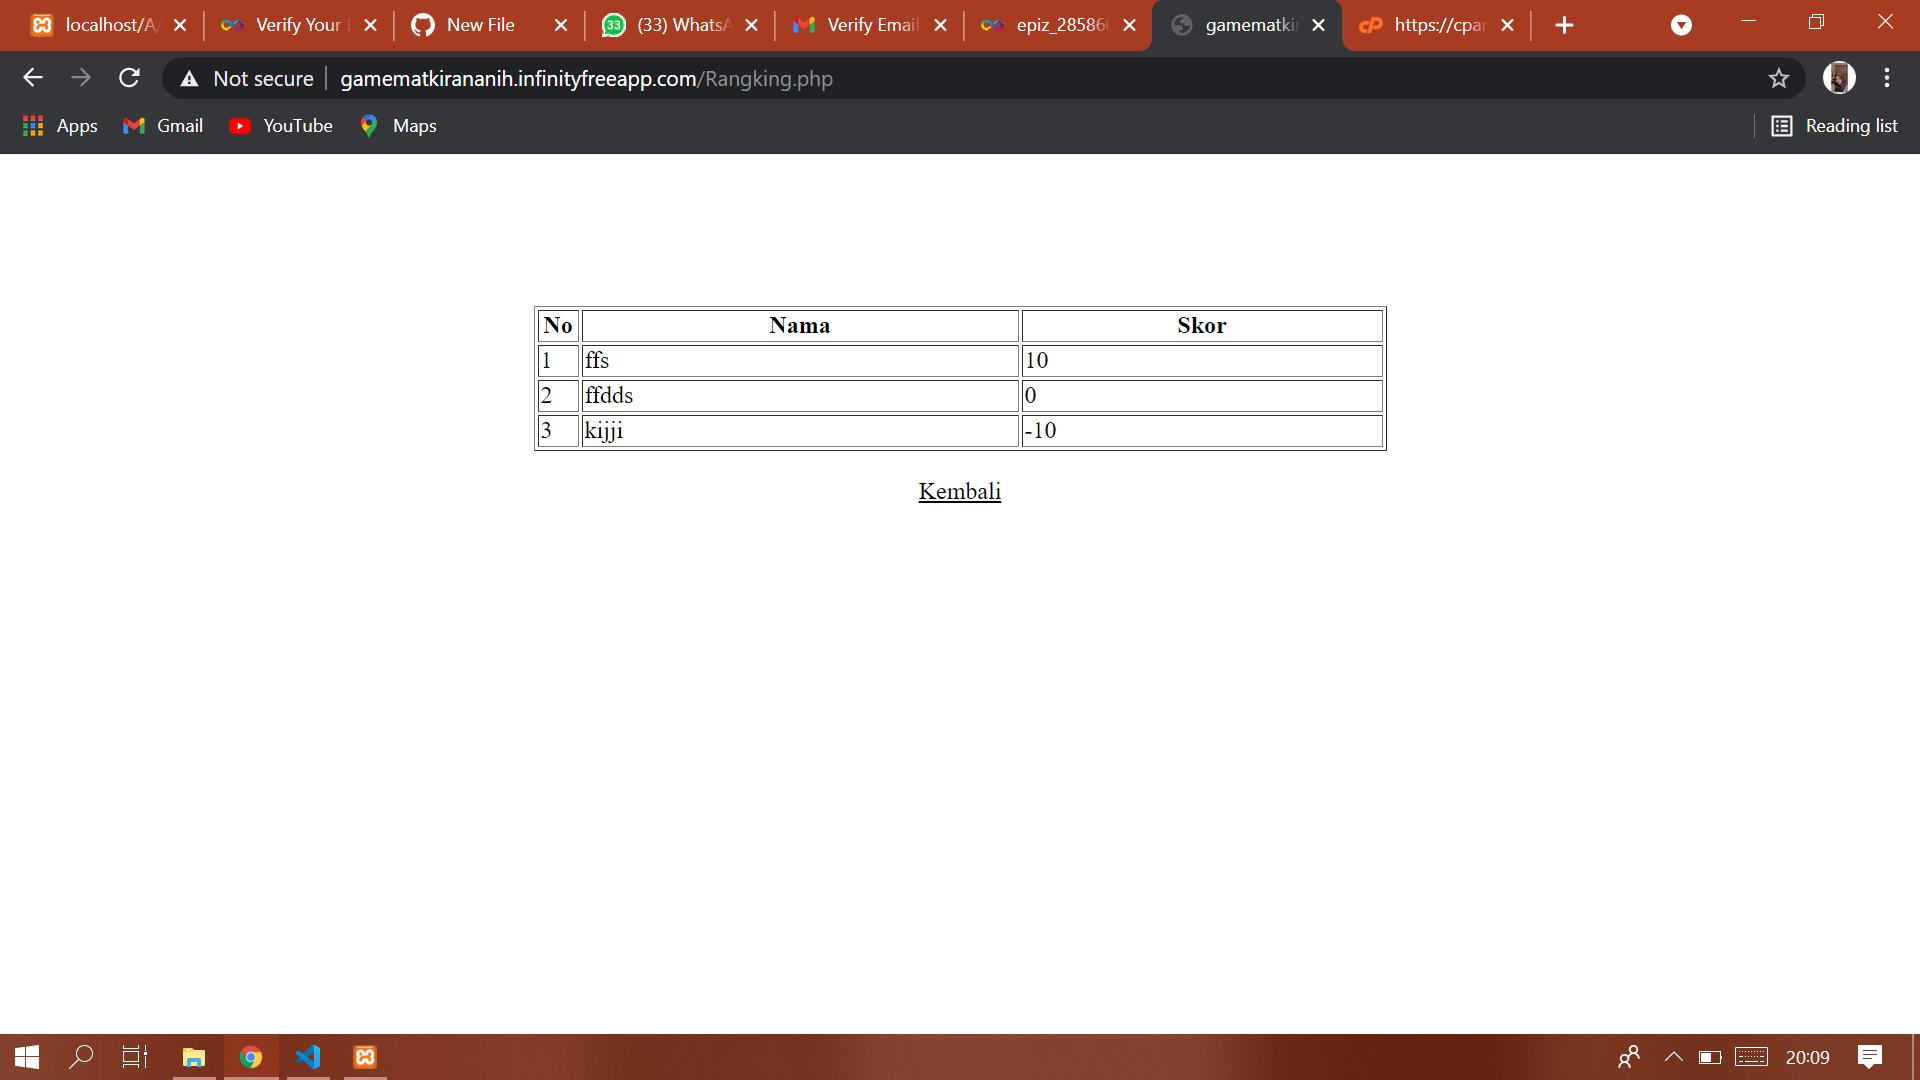 localhost/A/ Verify Your E New File (33) WhatsA Verify Email epiz_28586 gamematkir https://cpar
Not secure gamematkirananih.infinityfreeapp.com/Rangking.php
Apps Gmail YouTube Maps Reading list
No Nama Skor
1 ffs 10
2 ffdds 0
3 kijji -10
Kembali
20:09